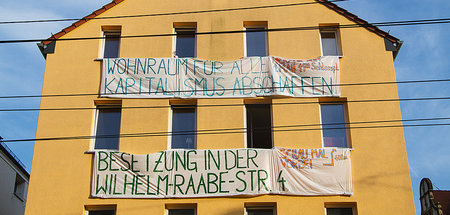 WOHNRAUM FÜR ALLE
KAPITALISMUS ABSCHAFFEN
BESETZUNG IN DER
WILHELM-RAABE-STR. 4